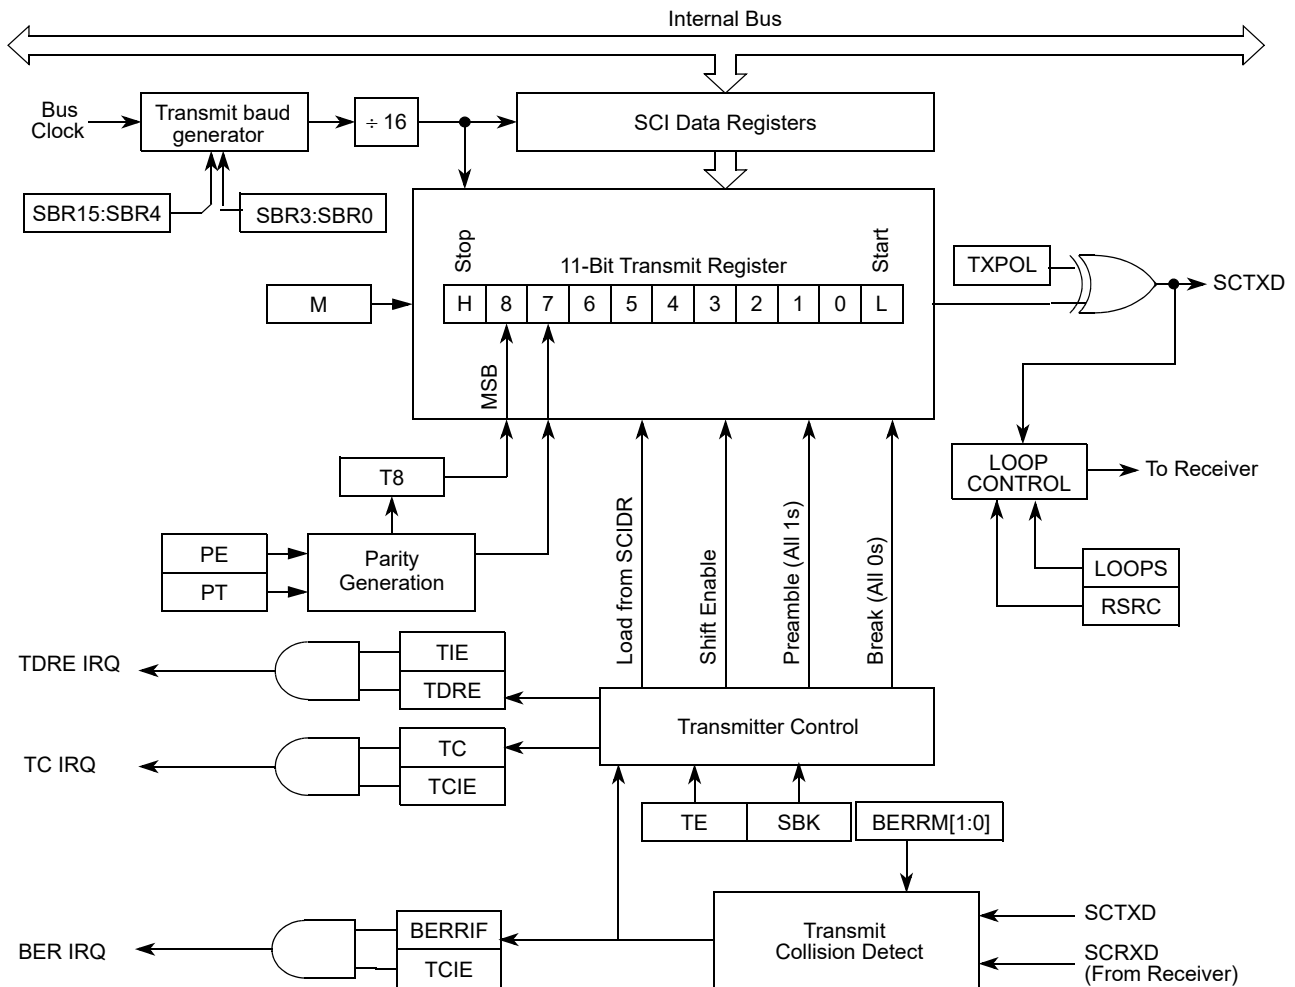 Internal Bus
Bus
Clock
Transmit baud
generator
÷ 16
SCI Data Registers
SBR15:SBR4
SBR3:SBR0
Stop
11-Bit Transmit Register
Start
H 8 7 6 5 4 3 2 1 0 L
M
MSB
TXPOL
SCTXD
T8
LOOP
CONTROL
To Receiver
PE
PT
Parity
Generation
LOOPS
RSRC
Load from SCIDR
Shift Enable
Preamble (All 1s)
Break (All 0s)
TDRE IRQ
TIE
TDRE
Transmitter Control
TC IRQ
TC
TCIE
TE
SBK
BERRM[1:0]
BER IRQ
BERRIF
TCIE
Transmit
Collision Detect
SCTXD
SCRXD
(From Receiver)